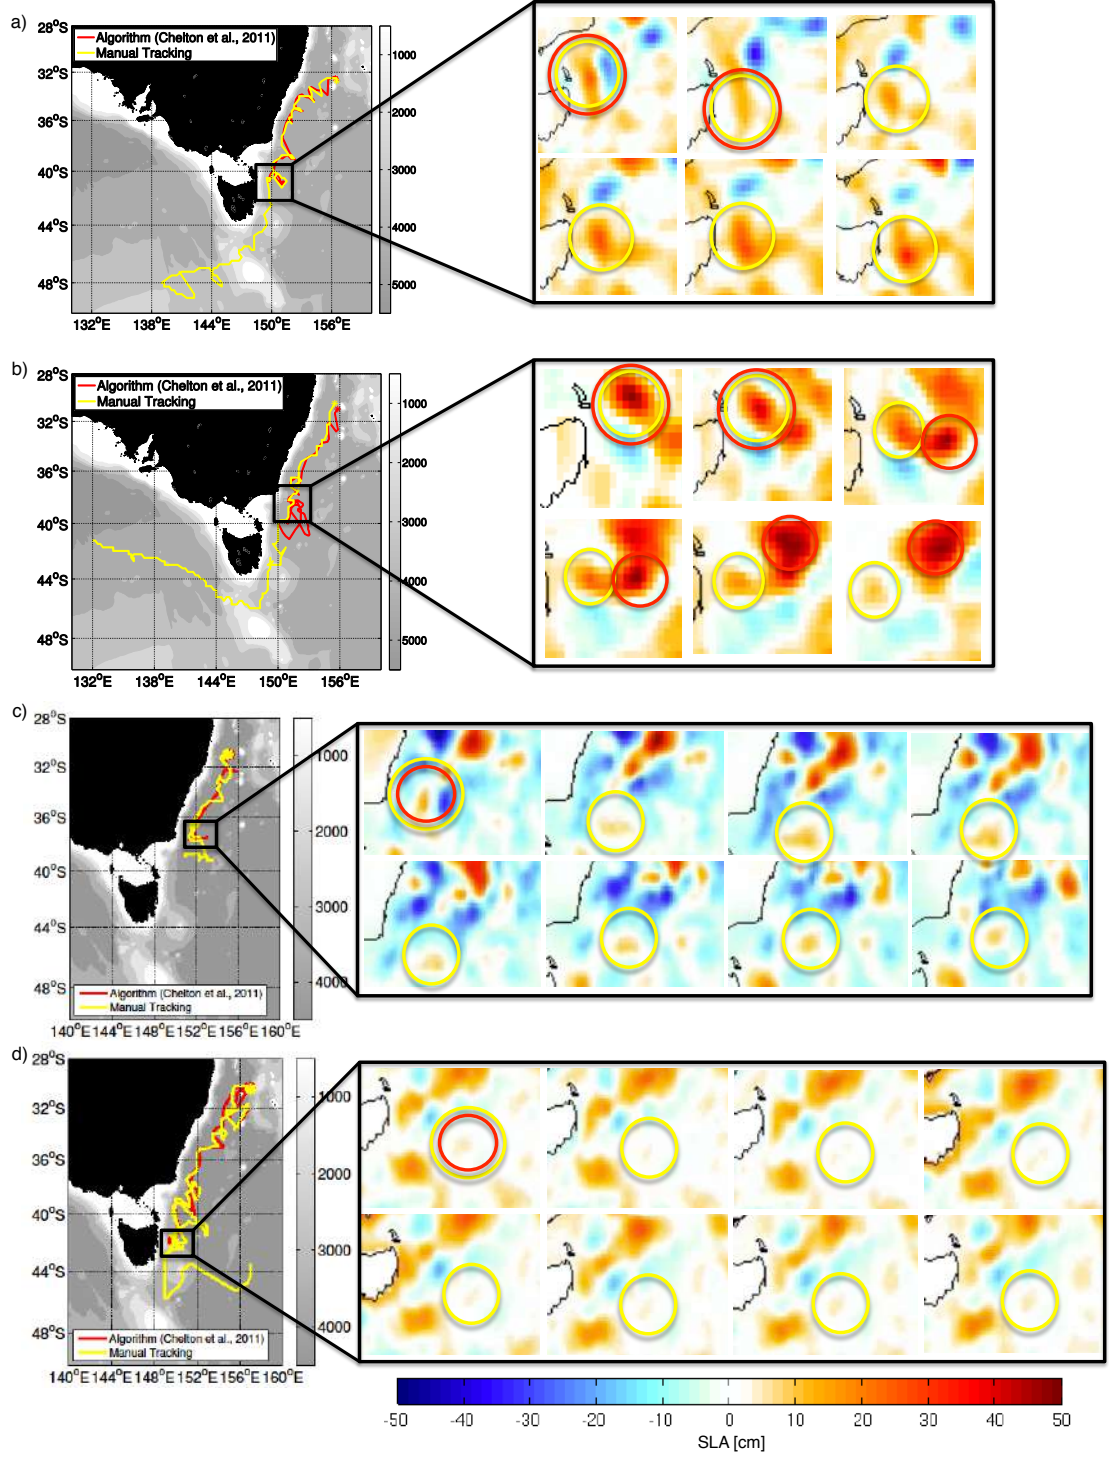 a)
28°S
32°S
36°S
40°S
44°S
48°S
132°E 138°E 144°E 150°E 156°E
Algorithm (Chelton et al., 2011)
Manual Tracking
1000
2000
3000
4000
5000
b)
28°S
32°S
36°S
40°S
44°S
48°S
132°E 138°E 144°E 150°E 156°E
Algorithm (Chelton et al., 2011)
Manual Tracking
1000
2000
3000
4000
5000
c)
28°S
32°S
36°S
40°S
44°S
48°S
140°E 144°E 148°E 152°E 156°E 160°E
Algorithm (Chelton et al., 2011)
Manual Tracking
1000
2000
3000
4000
d)
28°S
32°S
36°S
40°S
44°S
48°S
140°E 144°E 148°E 152°E 156°E 160°E
Algorithm (Chelton et al., 2011)
Manual Tracking
1000
2000
3000
4000
-50 -40 -30 -20 -10 0 10 20 30 40 50
SLA [cm]